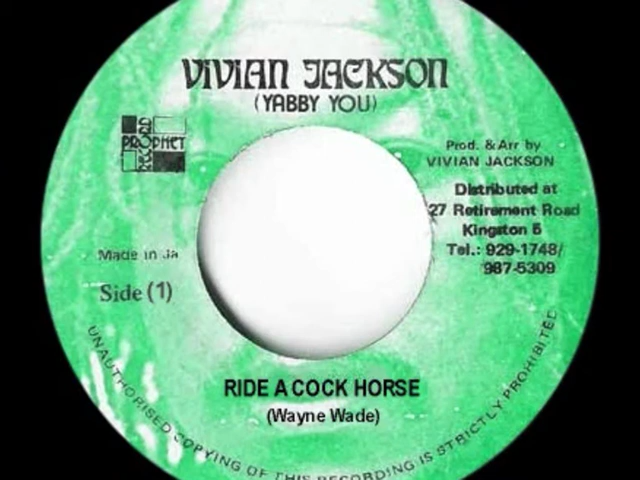 VIVIAN JACKSON
(YABBY YOU)
PROPHET
RECORD
Prod. & Arr by
VIVIAN JACKSON
Distributed at
27 Retirement Road
Kingston 5
Tel.: 929-1748/
987-5309
Made in Ja
Side (1)
RIDE A COCK HORSE
(Wayne Wade)
UNAUTHORISED COPYING OF THIS RECORDING IS STRICTLY PROHIBITED